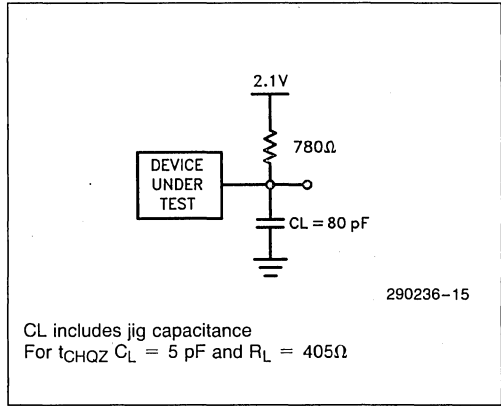 2.1V
780Ω
DEVICE
UNDER
TEST
CL = 80 pF
290236-15
CL includes jig capacitance
For tCHQZ CL = 5 pF and RL = 405Ω